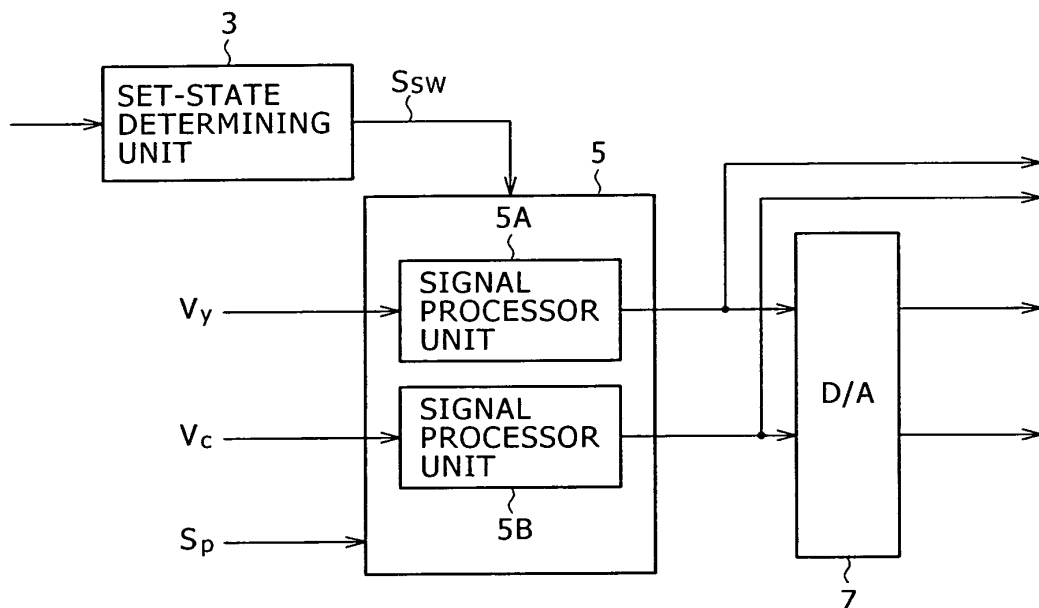 3
SET-STATE
DETERMINING
UNIT
SSW
5
5A
SIGNAL
PROCESSOR
UNIT
Vy
D/A
SIGNAL
PROCESSOR
UNIT
Vc
5B
Sp
7